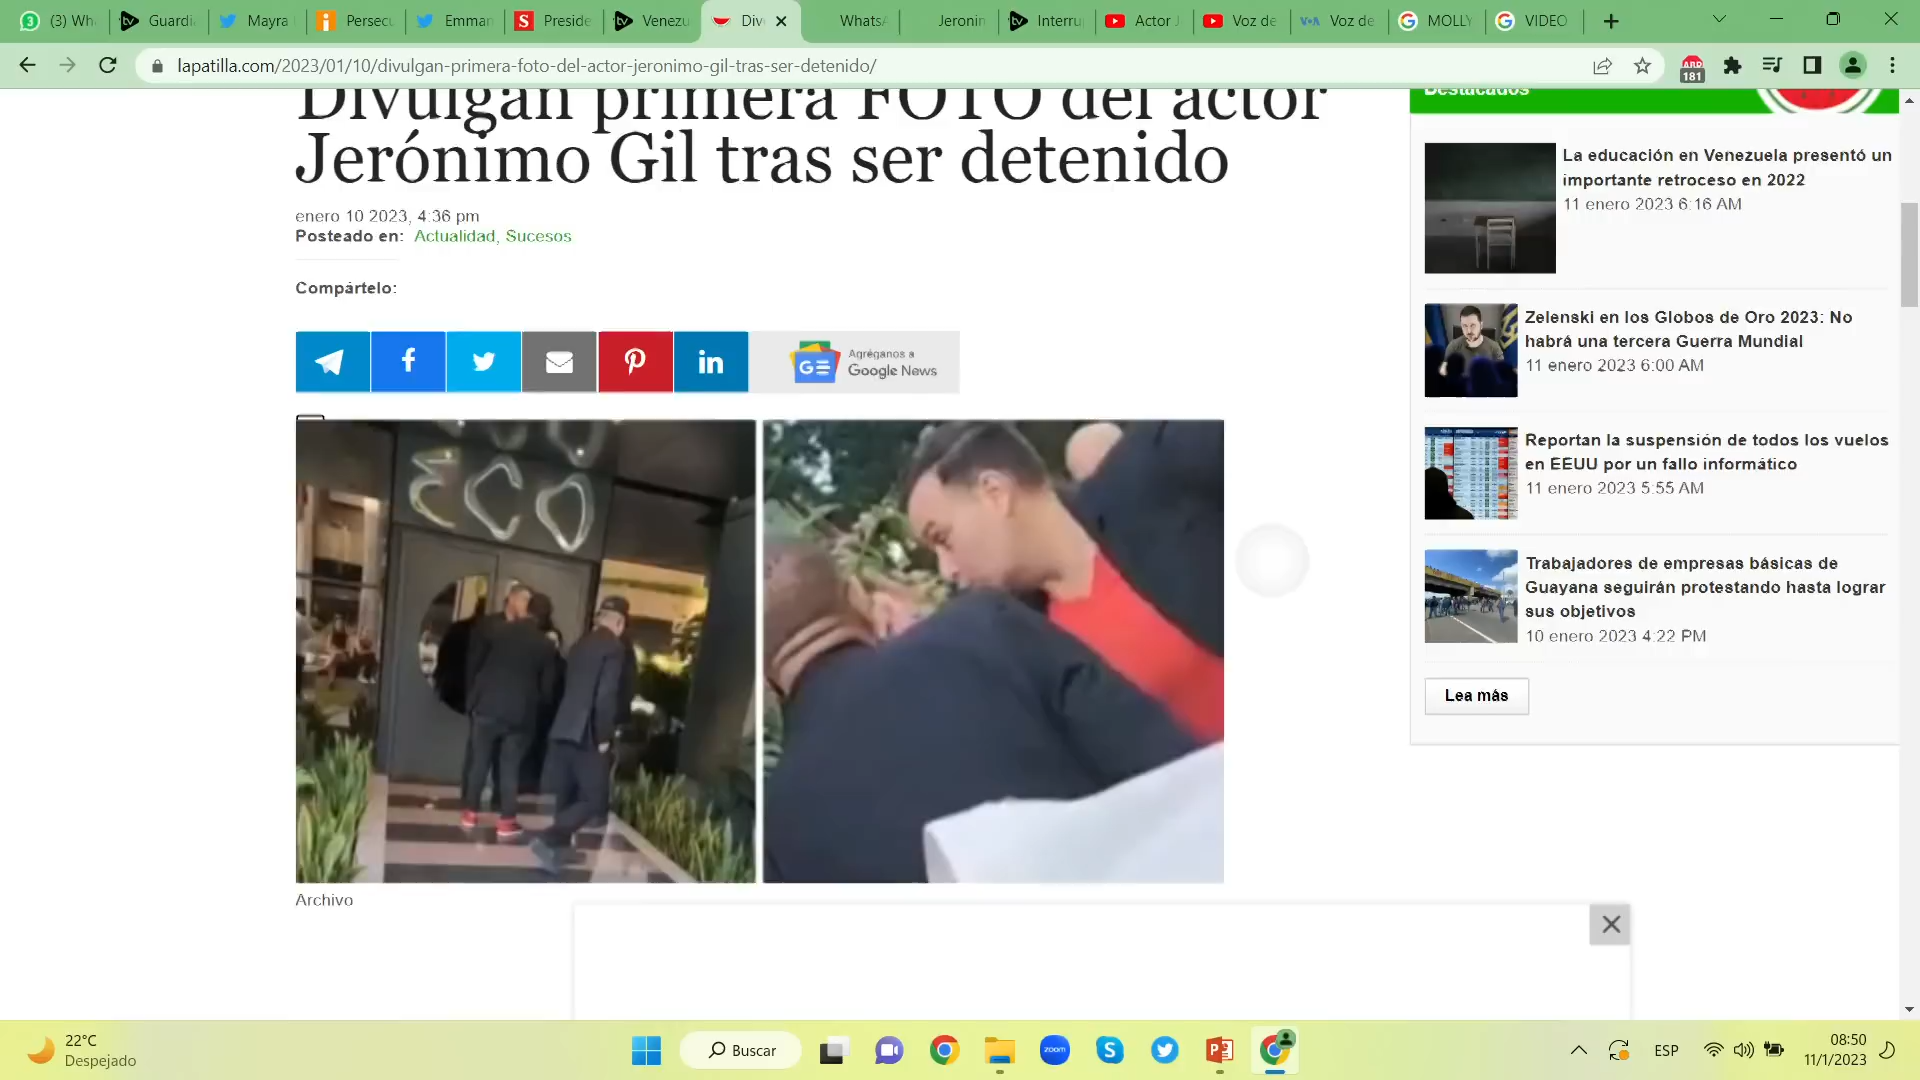 (3) Wh
Guardi
Mayra
Persecu
Emman
Preside
Venezu
Div
Whats
Jeronin
Interru
Actor J
Voz de
Voz de
MOLLY
VIDEO
lapatilla.com/2023/01/10/divulgan-primera-foto-del-actor-jeronimo-gil-tras-ser-detenido/
181
Divulgan primera FOTO del actor
Jerónimo Gil tras ser detenido
enero 10 2023, 4:36 pm
Posteado en: Actualidad, Sucesos
Compártelo:
Agréganos a
Google News
ECO
Archivo
Destacados
La educación en Venezuela presentó un
importante retroceso en 2022
11 enero 2023 6:16 AM
Zelenski en los Globos de Oro 2023: No
habrá una tercera Guerra Mundial
11 enero 2023 6:00 AM
Reportan la suspensión de todos los vuelos
en EEUU por un fallo informático
11 enero 2023 5:55 AM
Trabajadores de empresas básicas de
Guayana seguirán protestando hasta lograr
sus objetivos
10 enero 2023 4:22 PM
Lea más
22°C
Despejado
Buscar
zoom
ESP
08:50
11/1/2023